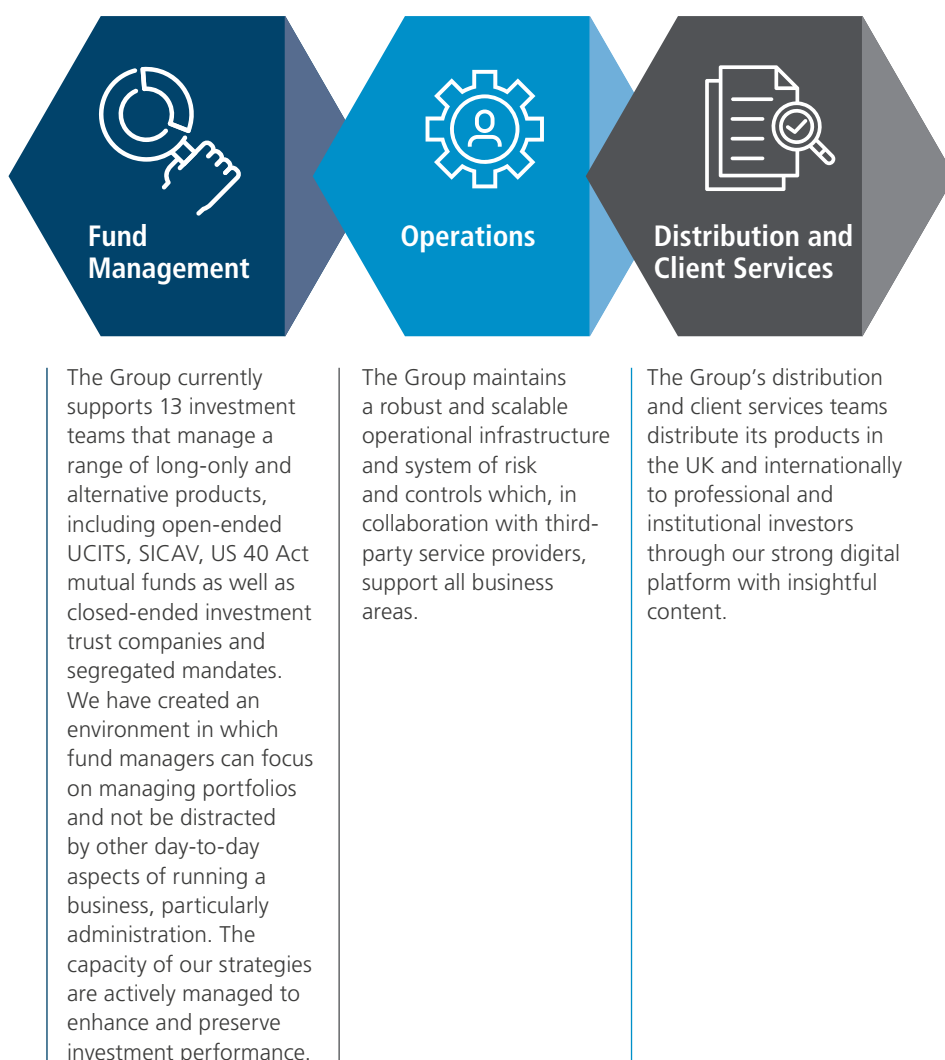 Fund
Management
Operations
Distribution and
Client Services
The Group currently
supports 13 investment
teams that manage a
range of long-only and
alternative products,
including open-ended
UCITS, SICAV, US 40 Act
mutual funds as well as
closed-ended investment
trust companies and
segregated mandates.
We have created an
environment in which
fund managers can focus
on managing portfolios
and not be distracted
by other day-to-day
aspects of running a
business, particularly
administration. The
capacity of our strategies
are actively managed to
enhance and preserve
investment performance.
The Group maintains
a robust and scalable
operational infrastructure
and system of risk
and controls which, in
collaboration with third-
party service providers,
support all business
areas.
The Group’s distribution
and client services teams
distribute its products in
the UK and internationally
to professional and
institutional investors
through our strong digital
platform with insightful
content.